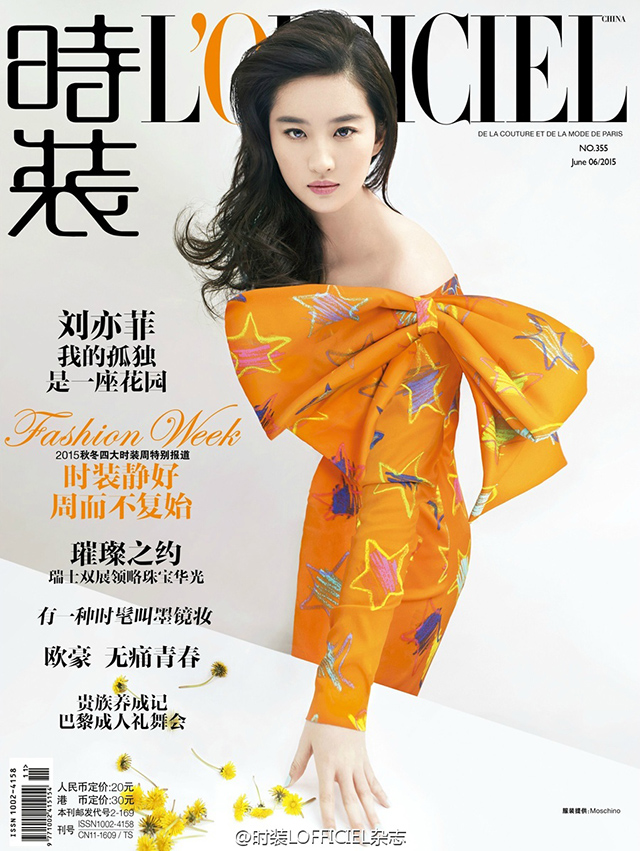 時装
L'OFFICIEL
CHINA
DE LA COUTURE ET DE LA MODE DE PARIS
NO.355
June 06/2015
刘亦菲
我的孤独
是一座花园
Fashion Week
2015秋冬四大时装周特别报道
时装静好
周而不复始
璀璨之约
瑞士双展领略珠宝华光
有一种时髦叫墨镜妆
欧豪 无痛青春
贵族养成记
巴黎成人礼舞会
ISSN 1002-4158
11>
9771002415154
人民币定价:20元
港 币定价:30元
本刊邮发代号2-169
刊号 ISSN1002-4158
CN11-1609 / TS
服装提供: Moschino
@时装LOFFICIEL杂志